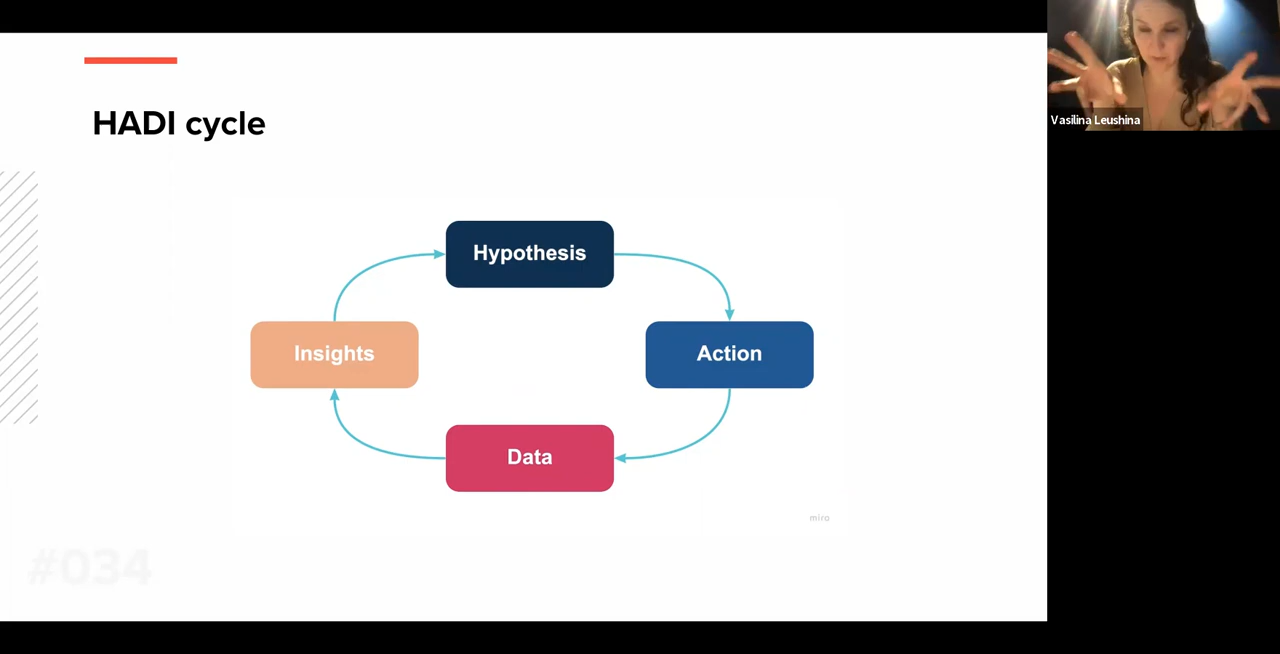 HADI cycle
Vasilina Leushina
Hypothesis
Insights
Action
Data
miro
#034